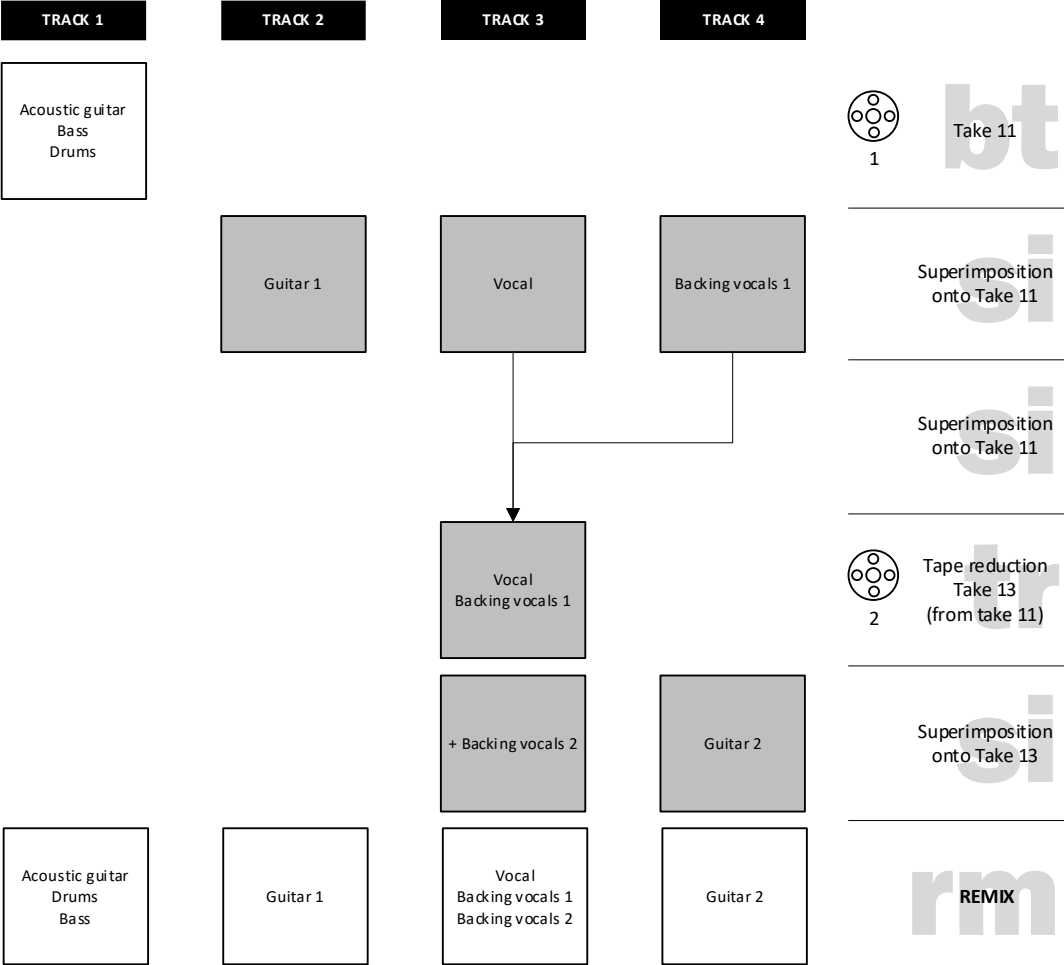 TRACK 1
TRACK 2
TRACK 3
TRACK 4
Acoustic guitar
Bass
Drums
1
bt
Take 11
Guitar 1
Vocal
Backing vocals 1
si
Superimposition
onto Take 11
si
Superimposition
onto Take 11
Vocal
Backing vocals 1
2
tr
Tape reduction
Take 13
(from take 11)
+ Backing vocals 2
Guitar 2
si
Superimposition
onto Take 13
Acoustic guitar
Drums
Bass
Guitar 1
Vocal
Backing vocals 1
Backing vocals 2
Guitar 2
rm
REMIX